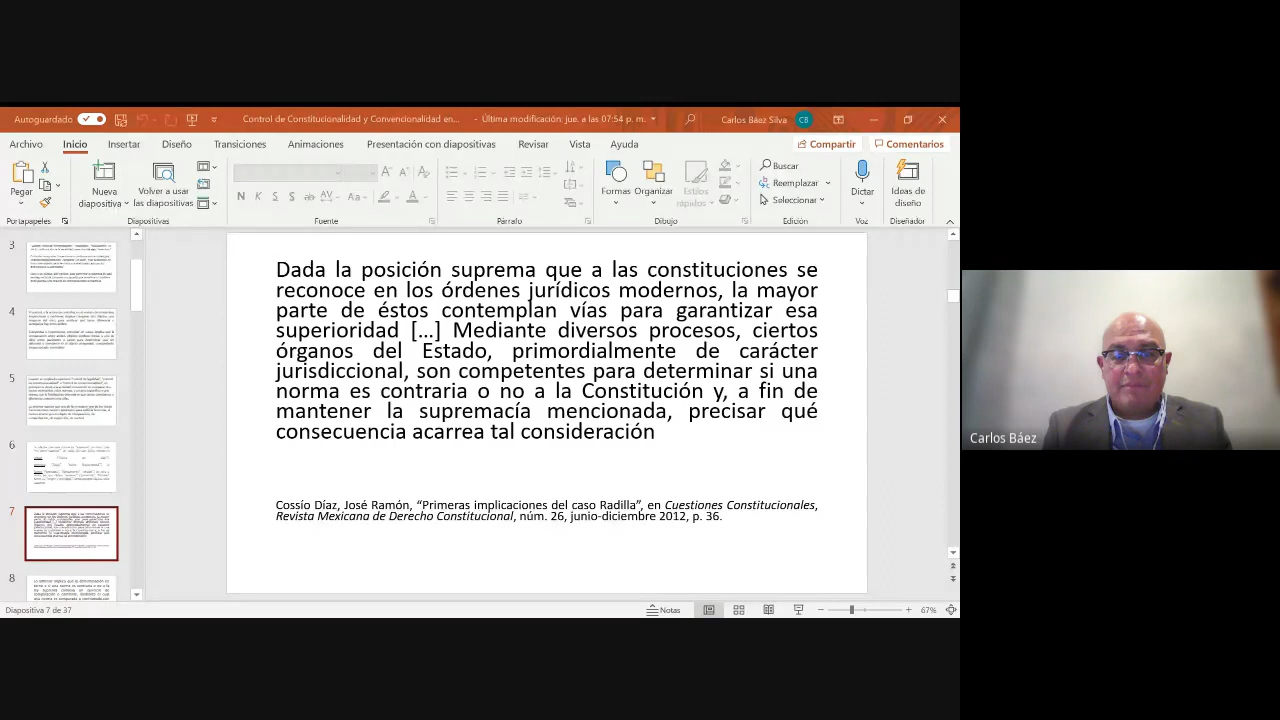 Autoguardado
Control de Constitucionalidad y Convencionalidad en...
- Última modificación: jue. a las 07:54 p. m.
Carlos Báez Silva
CB
Archivo
Inicio
Insertar
Diseño
Transiciones
Animaciones
Presentación con diapositivas
Revisar
Vista
Ayuda
Compartir
Comentarios
Pegar
Nueva
diapositiva
Volver a usar
las diapositivas
Formas
Organizar
Estilos
rápidos
Buscar
Reemplazar
Seleccionar
Dictar
Ideas de
diseño
Portapapeles
Diapositivas
Fuente
Párrafo
Dibujo
Edición
Voz
Diseñador
3
4
5
6
7
8
Dada la posición suprema que a las constituciones se
reconoce en los órdenes jurídicos modernos, la mayor
parte de éstos contemplan vías para garantizar esa
superioridad [...] Mediante diversos procesos, ciertos
órganos del Estado, primordialmente de carácter
jurisdiccional, son competentes para determinar si una
norma es contraria o no a la Constitución y, a fin de
mantener la supremacía mencionada, precisar qué
consecuencia acarrea tal consideración
Cossío Díaz, José Ramón, “Primeras implicaciones del caso Radilla”, en Cuestiones Constitucionales,
Revista Mexicana de Derecho Constitucional, núm. 26, junio-diciembre 2012, p. 36.
Diapositiva 7 de 37
Notas
67%
Carlos Báez